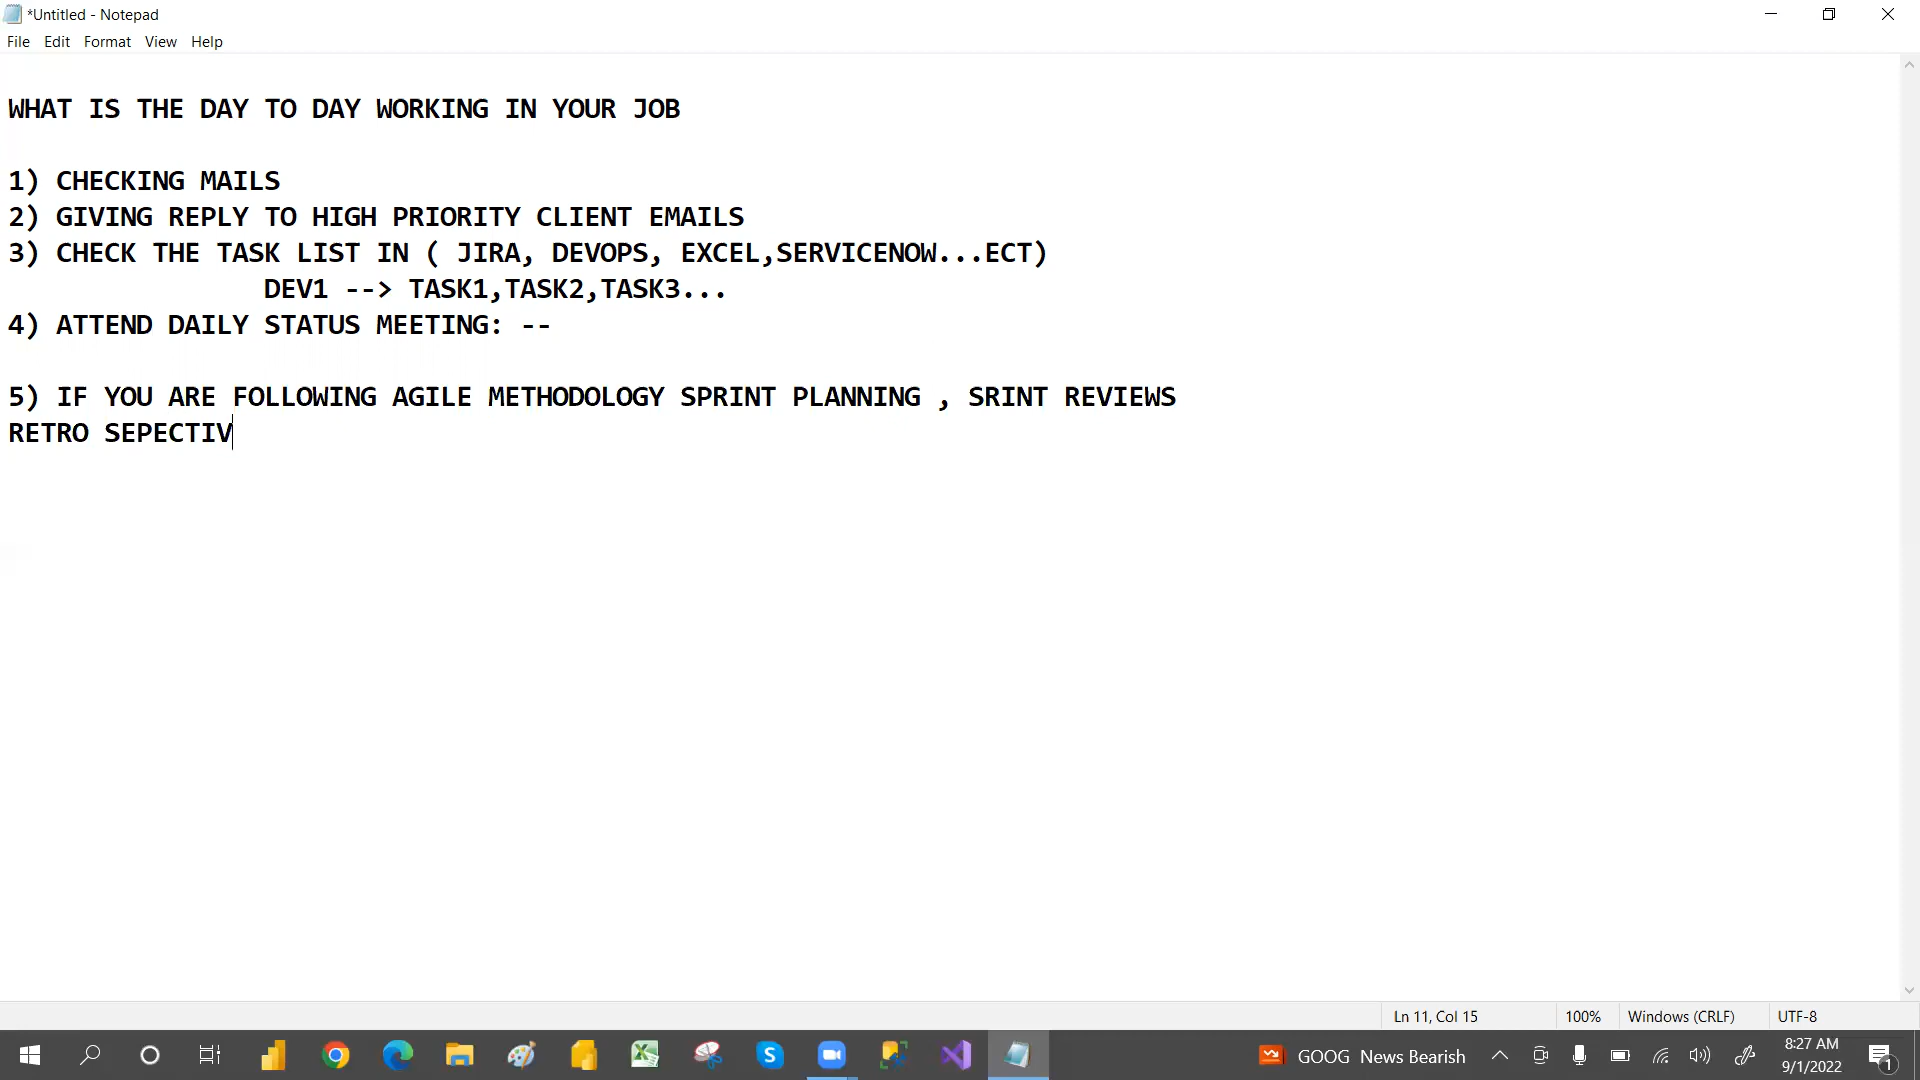 *Untitled - Notepad
File Edit Format View Help
WHAT IS THE DAY TO DAY WORKING IN YOUR JOB
1) CHECKING MAILS
2) GIVING REPLY TO HIGH PRIORITY CLIENT EMAILS
3) CHECK THE TASK LIST IN ( JIRA, DEVOPS, EXCEL,SERVICENOW...ECT)
DEV1 --> TASK1,TASK2,TASK3...
4) ATTEND DAILY STATUS MEETING: --
5) IF YOU ARE FOLLOWING AGILE METHODOLOGY SPRINT PLANNING , SRINT REVIEWS
RETRO SEPECTIV
Ln 11, Col 15 100% Windows (CRLF) UTF-8
GOOG News Bearish
8:27 AM
9/1/2022
1